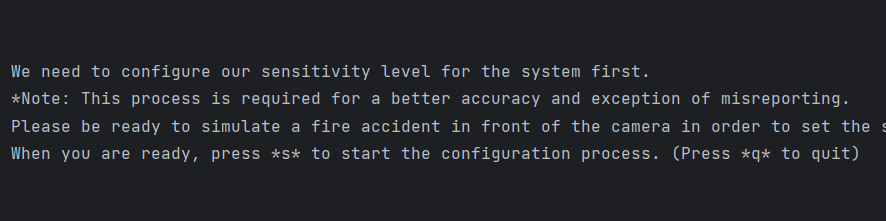 We need to configure our sensitivity level for the system first.
*Note: This process is required for a better accuracy and exception of misreporting.
Please be ready to simulate a fire accident in front of the camera in order to set the
When you are ready, press *s* to start the configuration process. (Press *q* to quit)